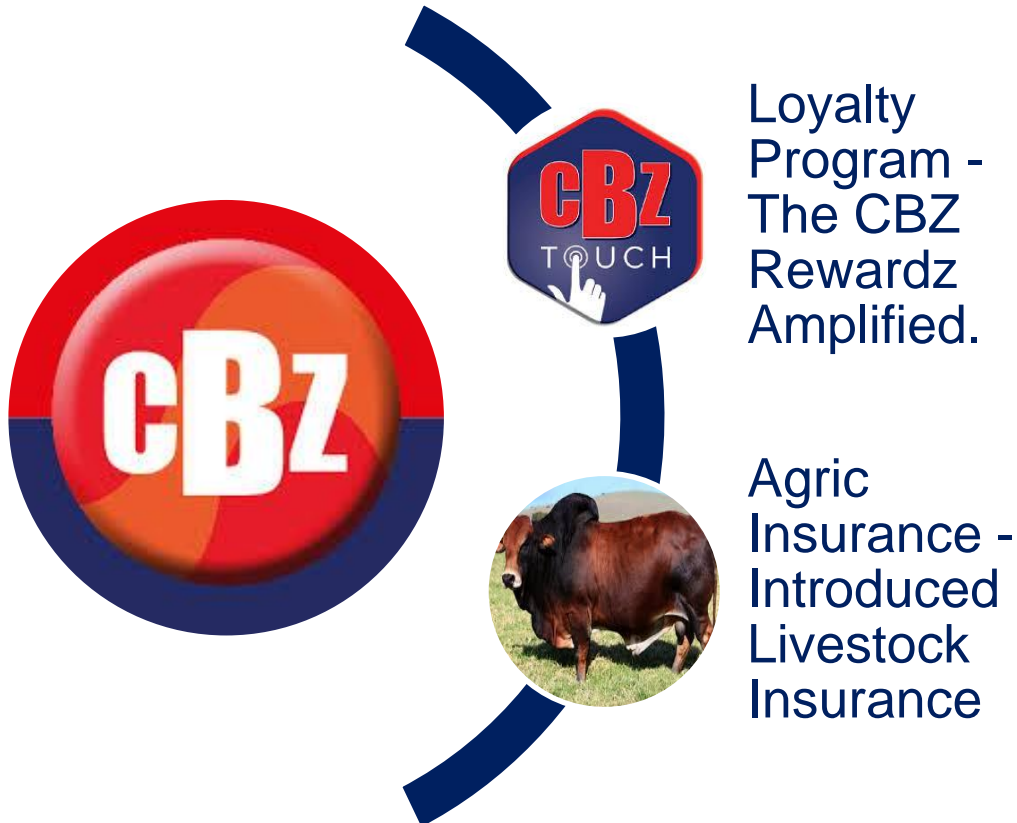 CBZ
CBZ
TOUCH
Loyalty
Program -
The CBZ
Rewardz
Amplified.
Agric
Insurance -
Introduced
Livestock
Insurance